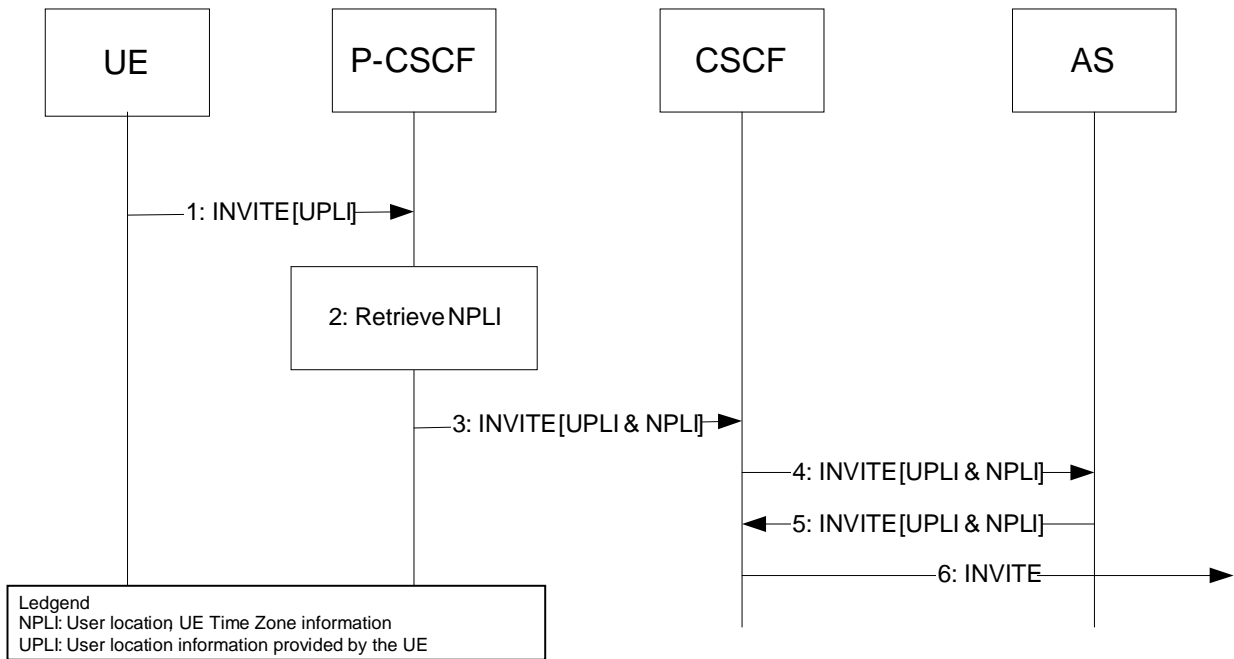 UE
P-CSCF
CSCF
AS
1: INVITE[UPLI]
2: Retrieve NPLI
3: INVITE[UPLI & NPLI]
4: INVITE[UPLI & NPLI]
5: INVITE[UPLI & NPLI]
6: INVITE
Ledgend
NPLI: User location, UE Time Zone information
UPLI: User location information provided by the UE